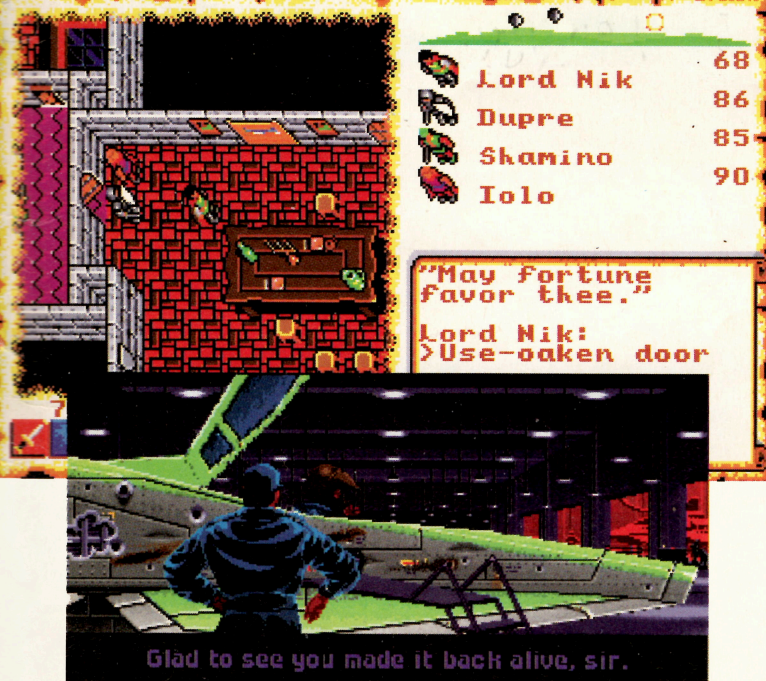 68
Lord Nik
86
Dupre
85
Shamino
90
Iolo
"May fortune
favor thee."
Lord Nik:
>Use-oaken door
7
Glad to see you made it back alive, sir.